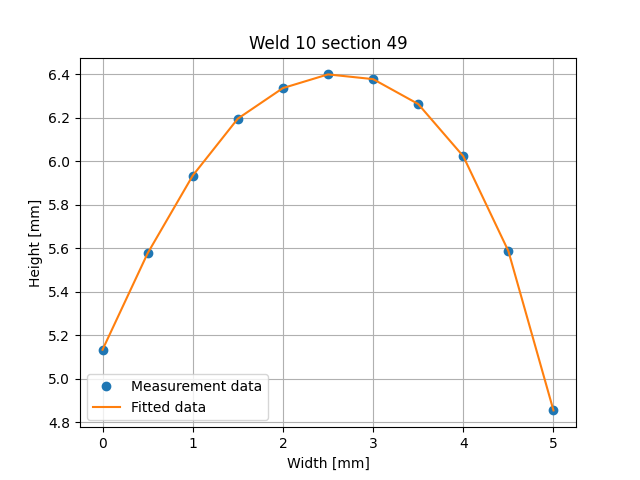 Weld 10 section 49
6.4
6.2
6.0
5.8
5.6
5.4
5.2
5.0
4.8
Height [mm]
Measurement data
Fitted data
0 1 2 3 4 5
Width [mm]